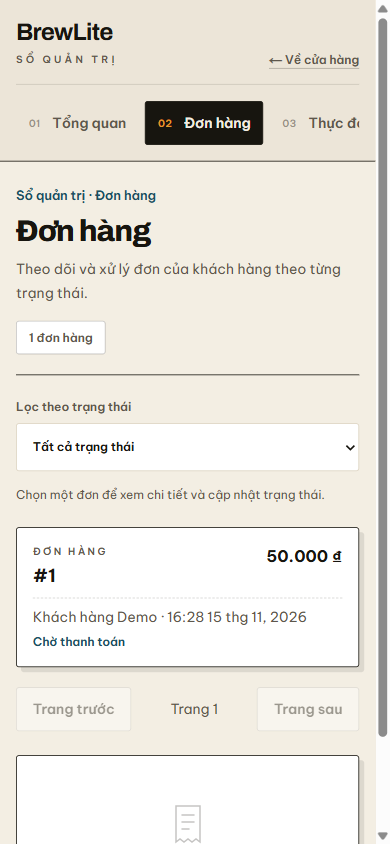 BrewLite
SỔ QUẢN TRỊ
← Về cửa hàng
01 Tổng quan
02 Đơn hàng
03 Thực
Sổ quản trị · Đơn hàng
Đơn hàng
Theo dõi và xử lý đơn của khách hàng theo từng
trạng thái.
1 đơn hàng
Lọc theo trạng thái
Tất cả trạng thái
Chọn một đơn để xem chi tiết và cập nhật trạng thái.
ĐƠN HÀNG
#1
50.000 ₫
Khách hàng Demo · 16:28 15 thg 11, 2026
Chờ thanh toán
Trang trước
Trang 1
Trang sau